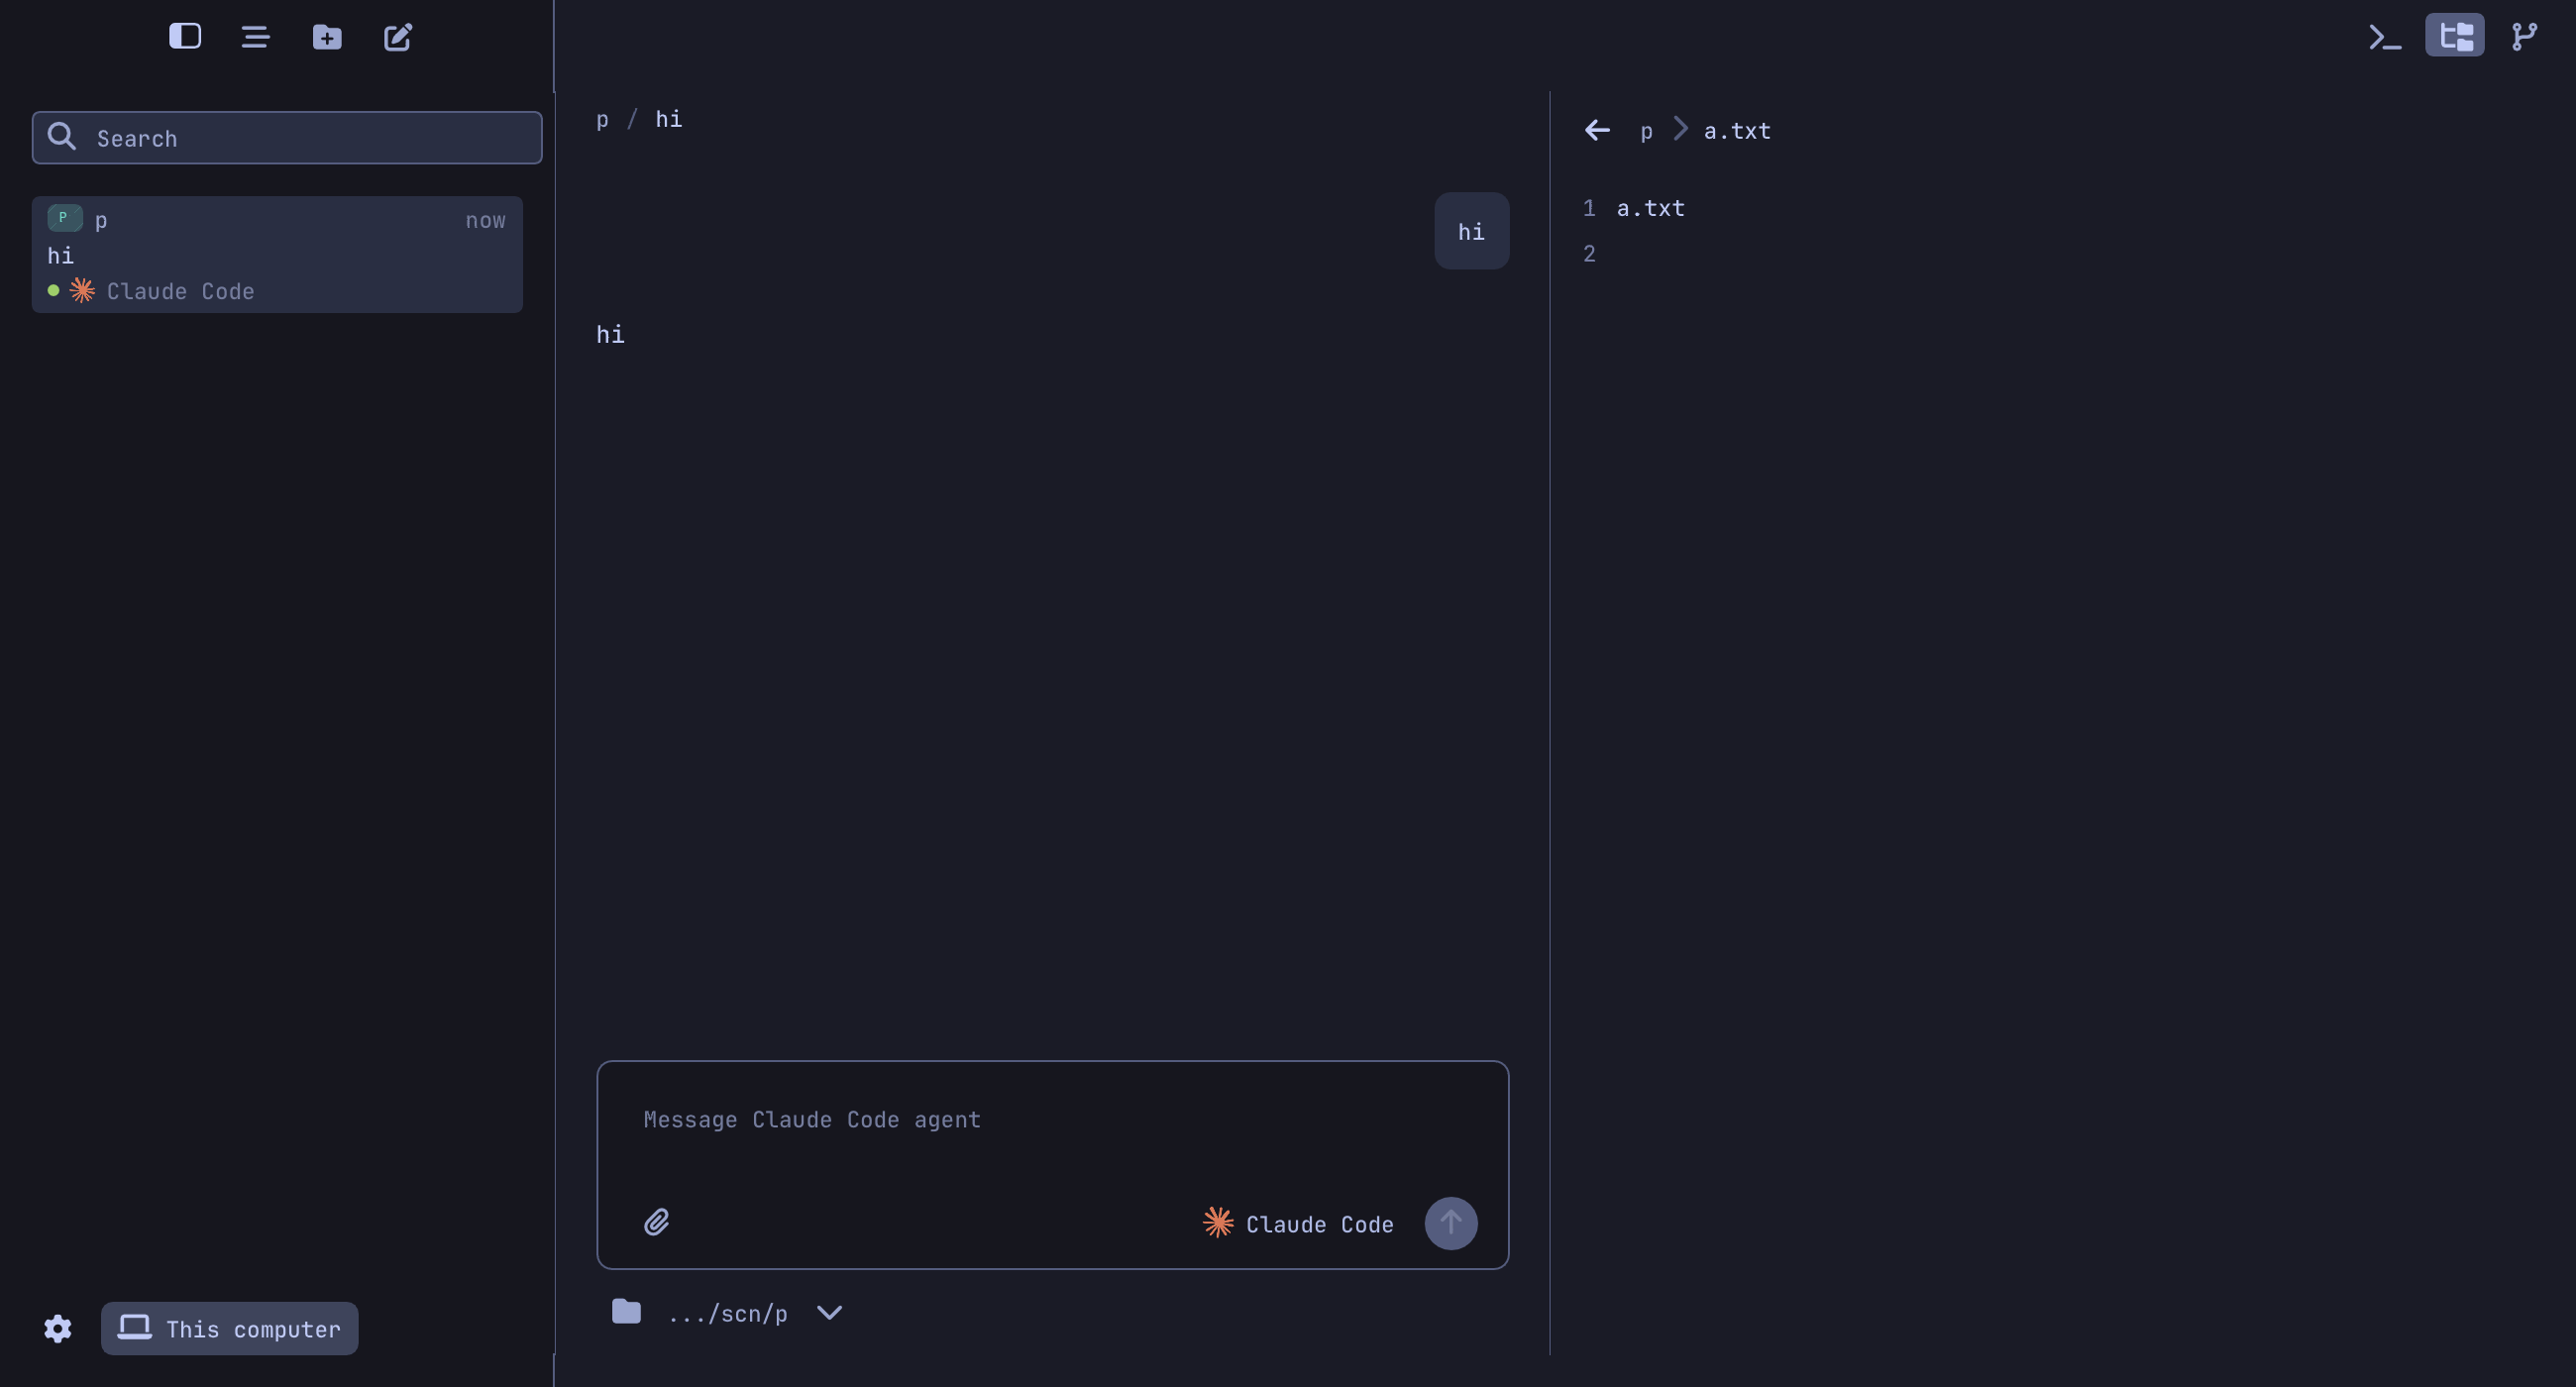 Search
P p now
hi
Claude Code
This computer
p / hi
hi
hi
Message Claude Code agent
Claude Code
.../scn/p
p a.txt
1 a.txt
2